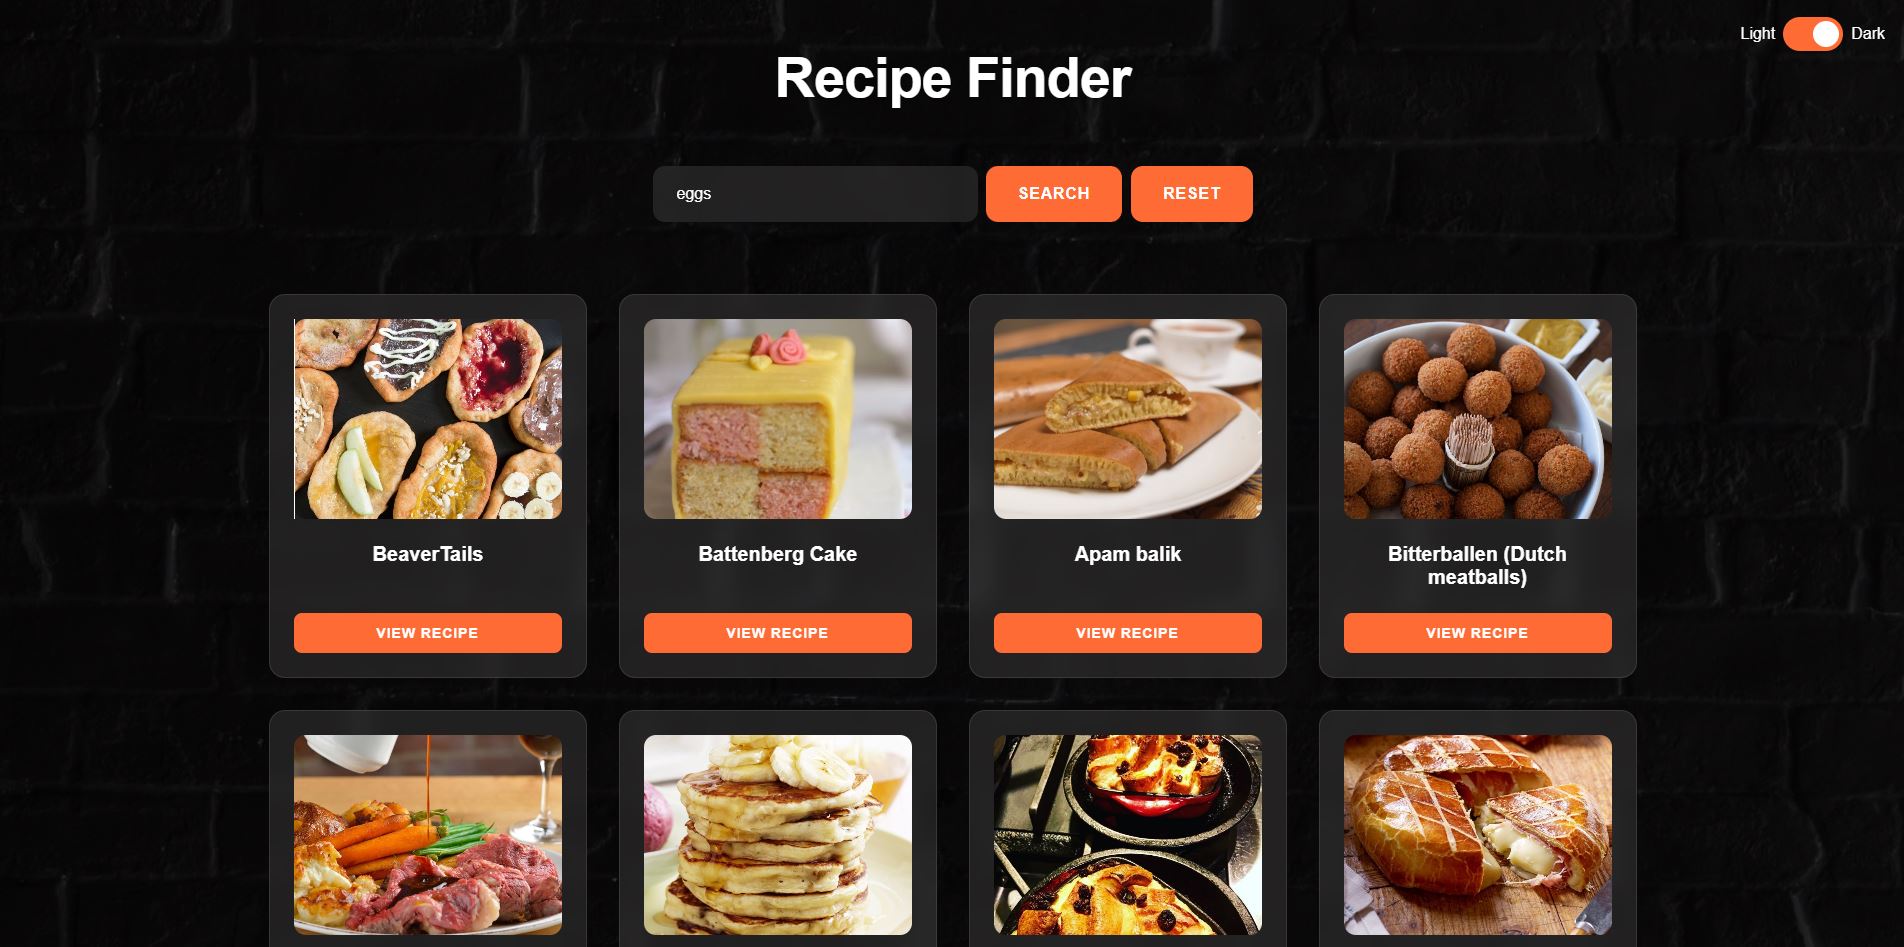 Light Dark
Recipe Finder
eggs SEARCH RESET
BeaverTails
Battenberg Cake
Apam balik
Bitterballen (Dutch
meatballs)
VIEW RECIPE
VIEW RECIPE
VIEW RECIPE
VIEW RECIPE